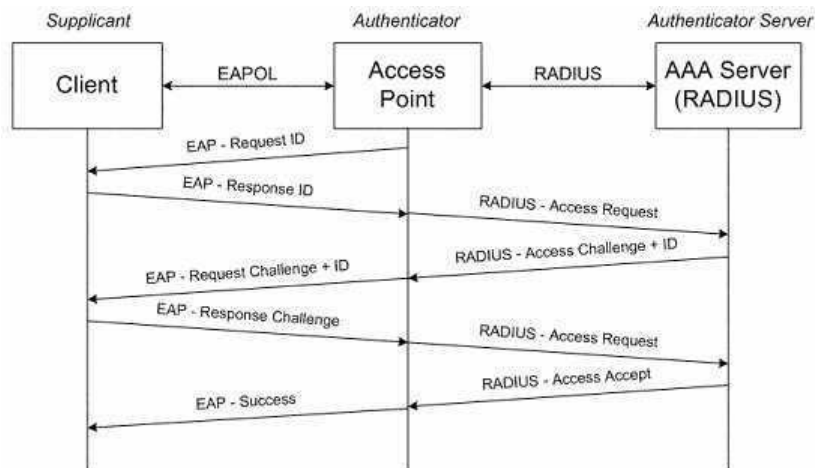 Supplicant
Authenticator
Authenticator Server
Client
EAPOL
Access
Point
RADIUS
AAA Server
(RADIUS)
EAP - Request ID
EAP - Response ID
RADIUS - Access Request
RADIUS - Access Challenge + ID
EAP - Request Challenge + ID
EAP - Response Challenge
RADIUS - Access Request
RADIUS - Access Accept
EAP - Success